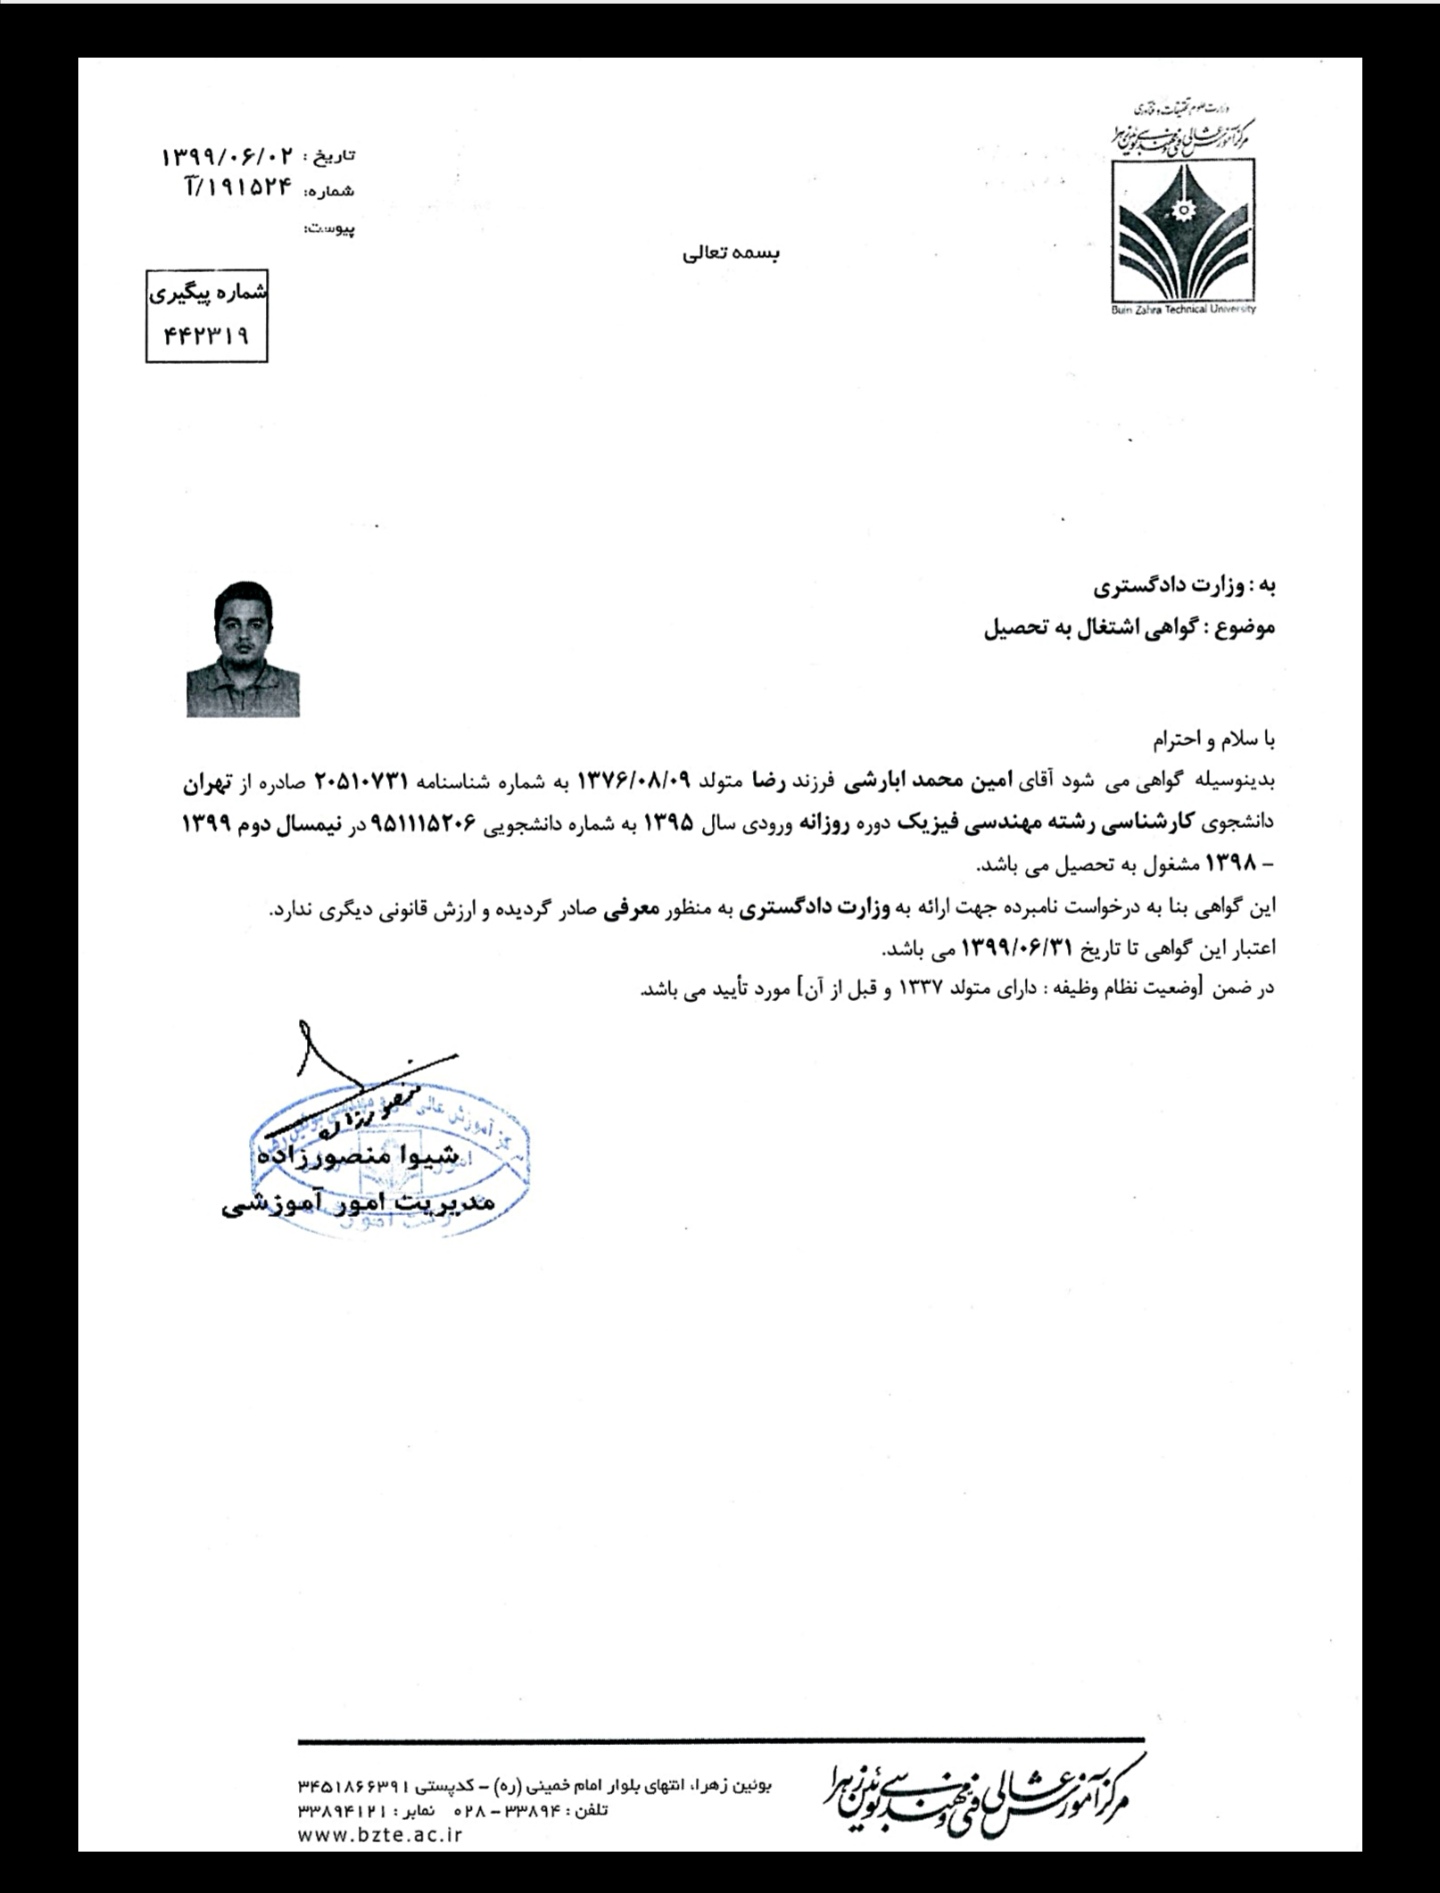 وزارت علوم تحقیقات و فناوری
مرکز آموزش عالی فنی و مهندسی بوئین زهرا
Buin Zahra Technical University
تاریخ : ۱۳۹۹/۰۶/۰۲
شماره: ۱۹۱۵۲۴/آ
پیوست:
بسمه تعالی
شماره پیگیری
۴۴۲۳۱۹
به : وزارت دادگستری
موضوع : گواهی اشتغال به تحصیل
با سلام و احترام
بدینوسیله گواهی می شود آقای امین محمد ابارشی فرزند رضا متولد ۱۳۷۶/۰۸/۰۹ به شماره شناسنامه ۲۰۵۱۰۷۳۱ صادره از تهران
دانشجوی کارشناسی رشته مهندسی فیزیک دوره روزانه ورودی سال ۱۳۹۵ به شماره دانشجویی ۹۵۱۱۱۵۲۰۶ در نیمسال دوم ۱۳۹۹
– ۱۳۹۸ مشغول به تحصیل می باشد.
این گواهی بنا به درخواست نامبرده جهت ارائه به وزارت دادگستری به منظور معرفی صادر گردیده و ارزش قانونی دیگری ندارد.
اعتبار این گواهی تا تاریخ ۱۳۹۹/۰۶/۳۱ می باشد.
در ضمن [وضعیت نظام وظیفه : دارای متولد ۱۳۳۷ و قبل از آن] مورد تأیید می باشد.
منصورزاده
شیوا منصورزاده
مدیریت امور آموزشی
مرکز آموزش عالی فنی و مهندسی بوئین زهرا
بوئین زهرا، انتهای بلوار امام خمینی (ره) – کدپستی ۳۴۵۱۸۶۶۳۹۱
تلفن : ۳۳۸۹۴–۰۲۸ نمابر : ۳۳۸۹۴۱۲۱
www.bzte.ac.ir